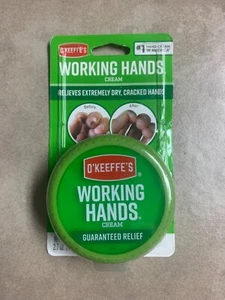 O'KEEFFE'S
WORKING HANDS
CREAM
RELIEVES EXTREMELY DRY, CRACKED HANDS
Before
After
O'KEEFFE'S
WORKING
HANDS
CREAM
GUARANTEED RELIEF